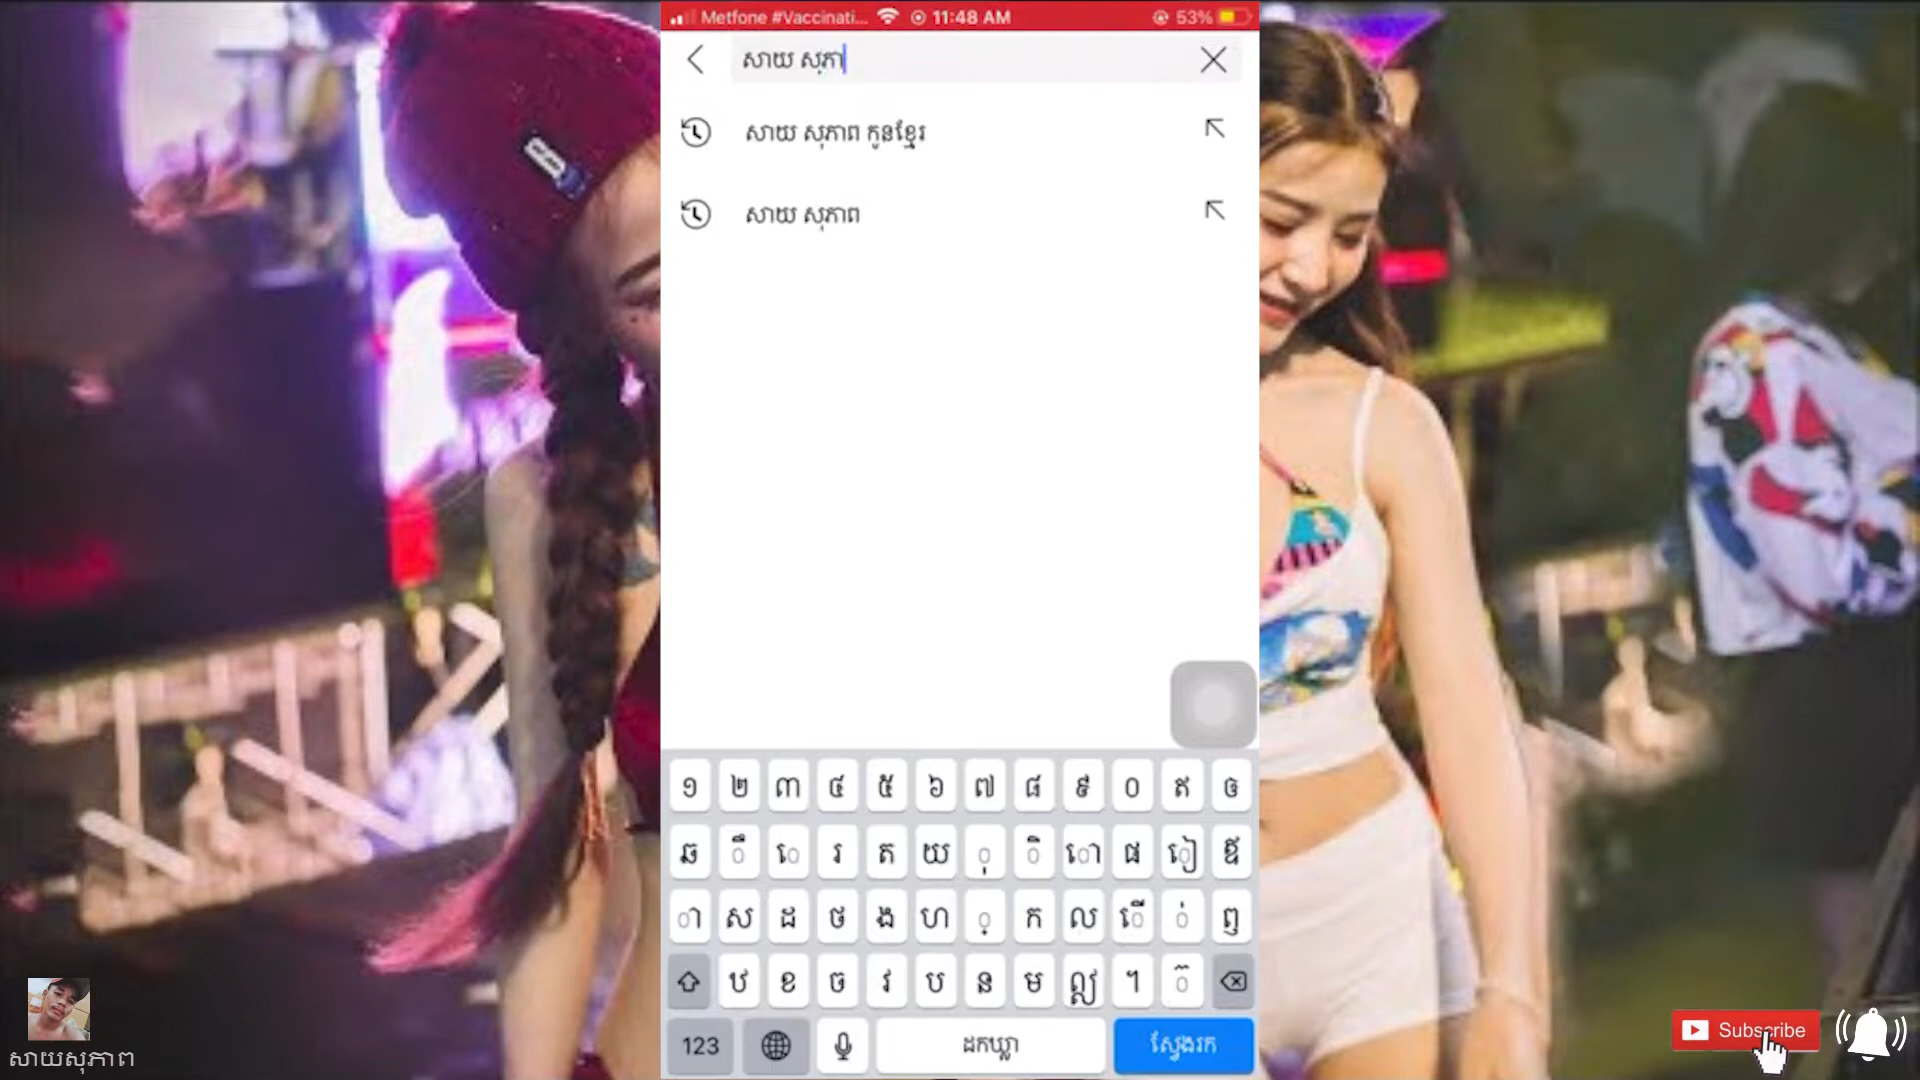 Metfone #Vaccinati... 11:48 AM 53%
សាយ សុភា
សាយ សុភាព កូនខ្មែរ
សាយ សុភាព
១ ២ ៣ ៤ ៥ ៦ ៧ ៨ ៩ ០ ឥ ឲ
ឆ ឹ េ រ ត យ ុ ិ ោ ផ ៀ ឪ
ា ស ដ ថ ង ហ ្ ក ល ើ ់ ឭ
ឋ ខ ច វ ប ន ម ឰ ។ ៊
123 ដកឃ្លា ស្វែងរក
សាយសុភាព
Subscribe